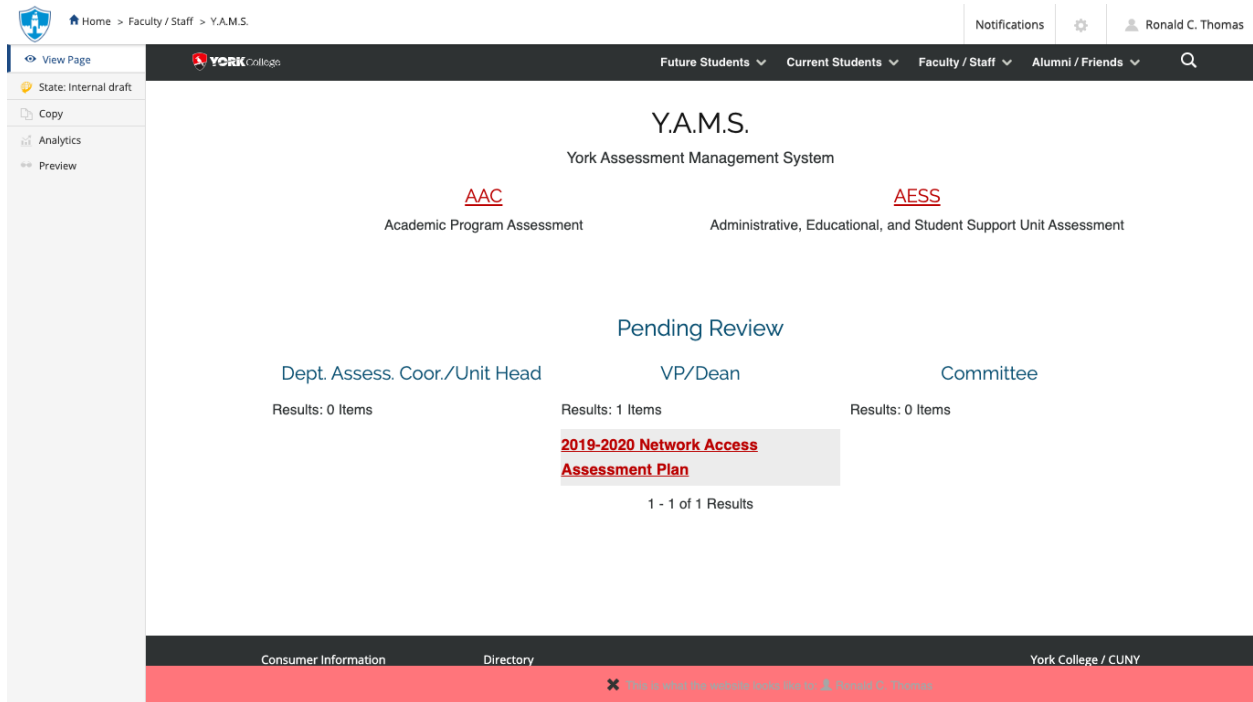 Home > Faculty / Staff > Y.A.M.S.
Notifications
Ronald C. Thomas
View Page
State: Internal draft
Copy
Analytics
Preview
YORK College
Future Students
Current Students
Faculty / Staff
Alumni / Friends
Y.A.M.S.
York Assessment Management System
AAC
AESS
Academic Program Assessment
Administrative, Educational, and Student Support Unit Assessment
Pending Review
Dept. Assess. Coor./Unit Head
VP/Dean
Committee
Results: 0 Items
Results: 1 Items
Results: 0 Items
2019-2020 Network Access
Assessment Plan
1 - 1 of 1 Results
Consumer Information
Directory
York College / CUNY
This is what the website looks like to: Ronald C. Thomas